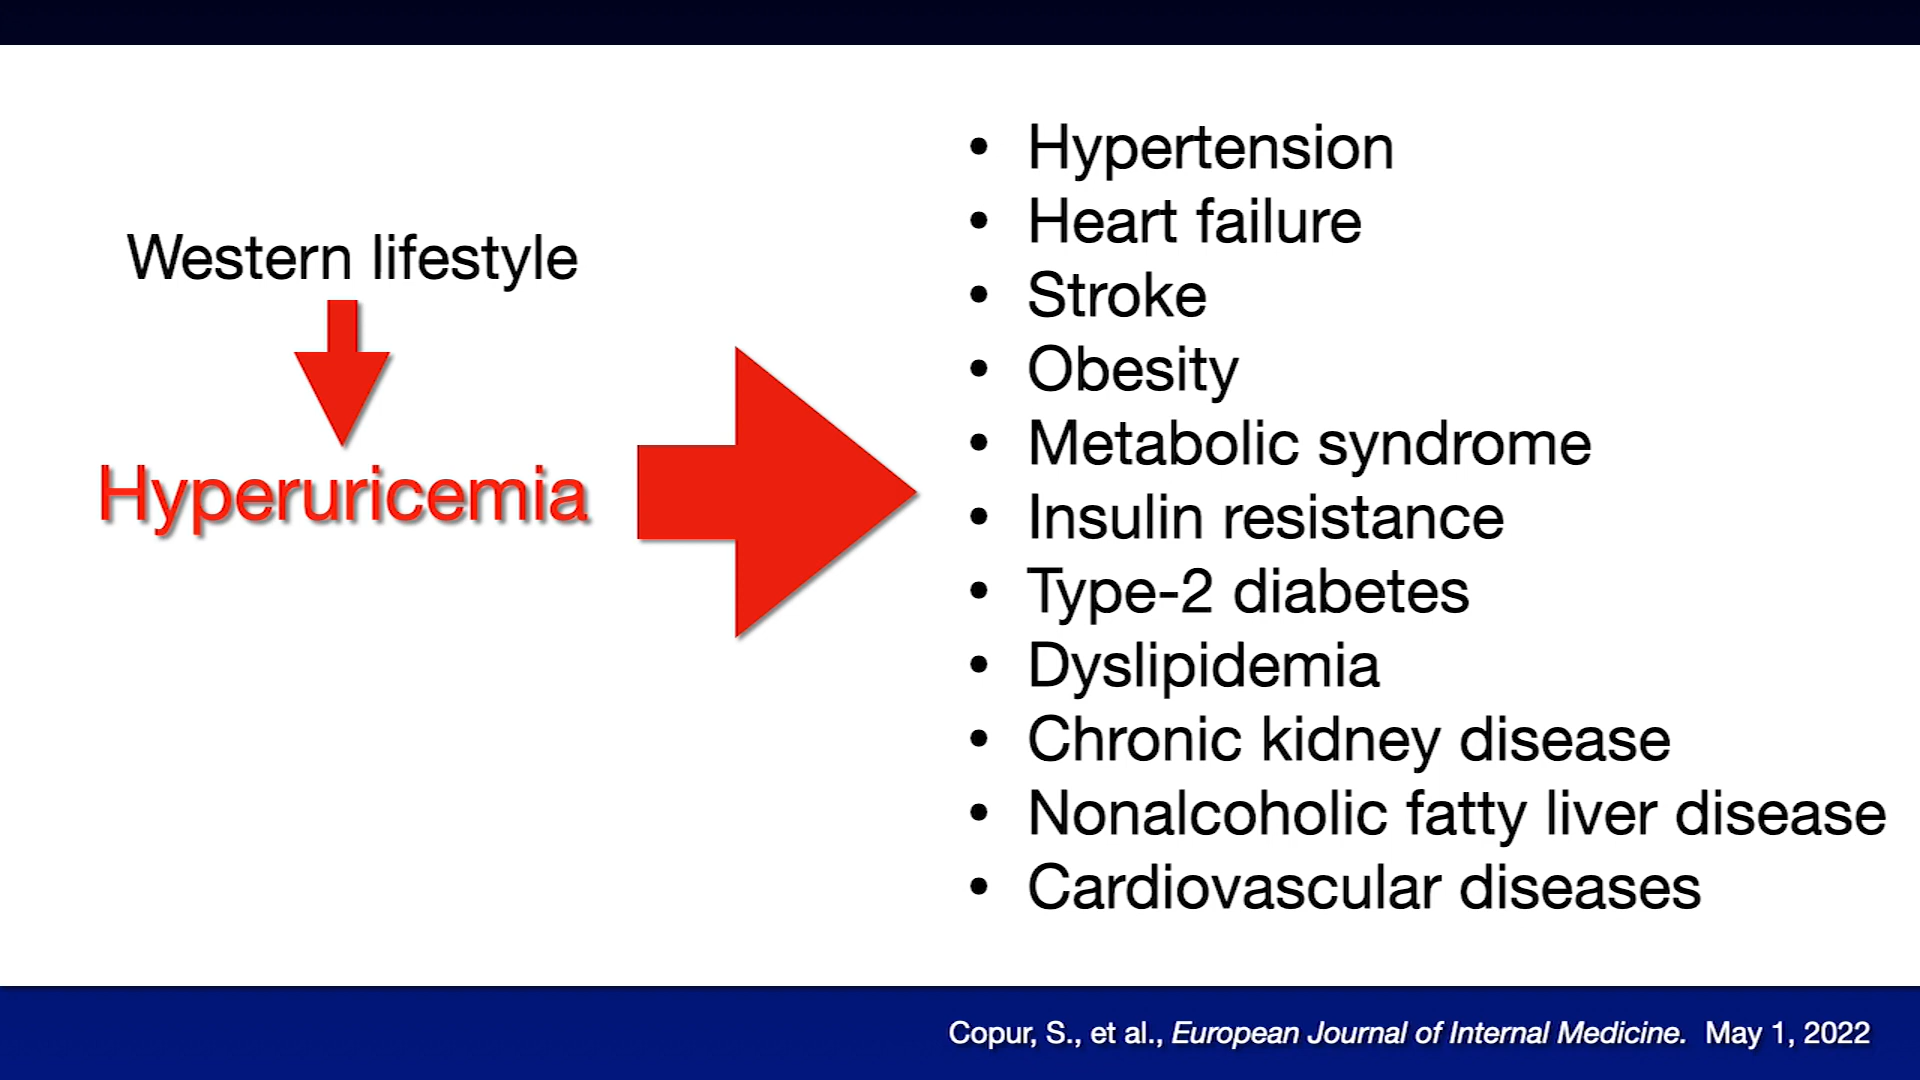 Western lifestyle
Hyperuricemia
• Hypertension
• Heart failure
• Stroke
• Obesity
• Metabolic syndrome
• Insulin resistance
• Type-2 diabetes
• Dyslipidemia
• Chronic kidney disease
• Nonalcoholic fatty liver disease
• Cardiovascular diseases
Copur, S., et al., European Journal of Internal Medicine. May 1, 2022